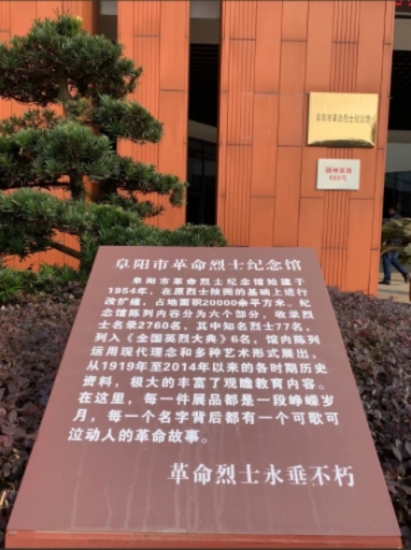 阜阳市革命烈士纪念馆
阜阳市革命烈士纪念馆
阜阳市革命烈士纪念馆始建于
1954年，在原烈士陵园的基础上进行
改扩建，占地面积20000余平方米。纪
念馆陈列内容分为六个部分，收录烈
士名录2760名，其中知名烈士77名，
列入《全国英烈大典》6名，馆内陈列
运用现代理念和多种艺术形式展出，
从1919年至2014年以来的各时期历史
资料，极大的丰富了观瞻教育内容。
在这里，每一件展品都是一段峥嵘岁
月，每一个名字背后都有一个可歌可
泣动人的革命故事。
革命烈士永垂不朽